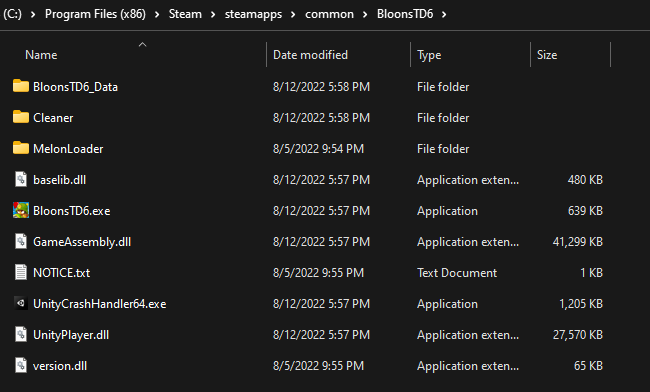 (C:) > Program Files (x86) > Steam > steamapps > common > BloonsTD6 >
Name Date modified Type Size
BloonsTD6_Data 8/12/2022 5:58 PM File folder
Cleaner 8/12/2022 5:58 PM File folder
MelonLoader 8/5/2022 9:54 PM File folder
baselib.dll 8/12/2022 5:57 PM Application exten... 480 KB
BloonsTD6.exe 8/12/2022 5:57 PM Application 639 KB
GameAssembly.dll 8/12/2022 5:57 PM Application exten... 41,299 KB
NOTICE.txt 8/5/2022 9:55 PM Text Document 1 KB
UnityCrashHandler64.exe 8/12/2022 5:57 PM Application 1,205 KB
UnityPlayer.dll 8/12/2022 5:57 PM Application exten... 27,570 KB
version.dll 8/5/2022 9:55 PM Application exten... 65 KB